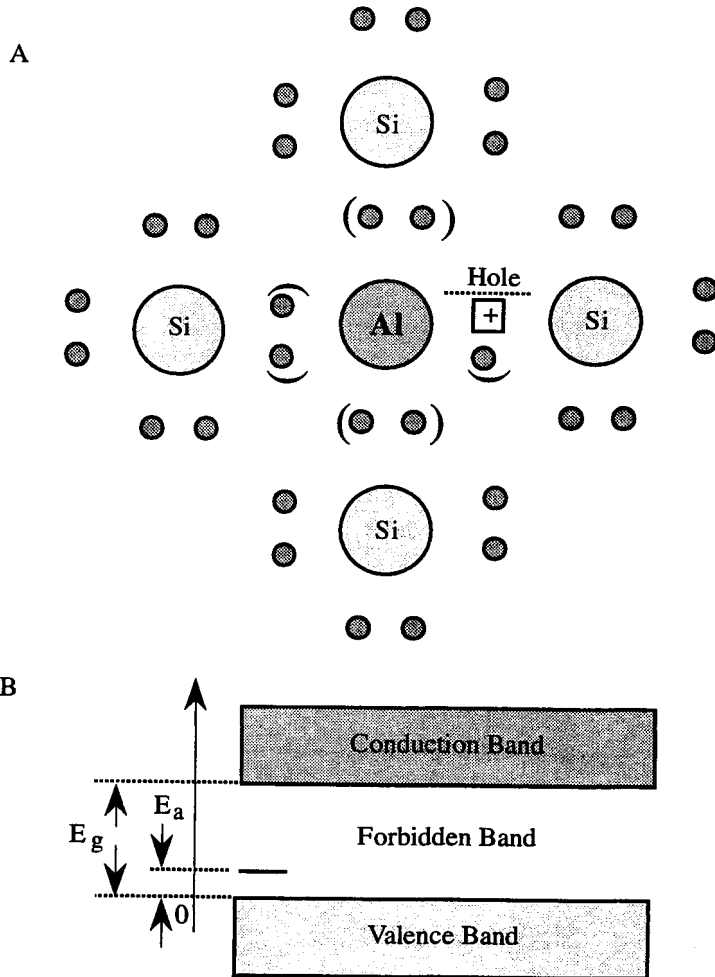 A
Si
Hole
+
Si
Al
Si
Si
B
Conduction Band
E a
E g
Forbidden Band
0
Valence Band